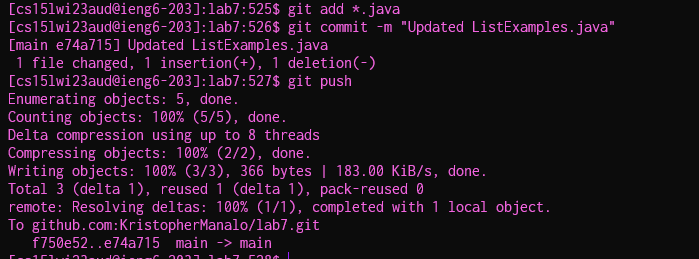 [cs15lwi23aud@ieng6-203]:lab7:525$ git add *.java
[cs15lwi23aud@ieng6-203]:lab7:526$ git commit -m "Updated ListExamples.java"
[main e74a715] Updated ListExamples.java
 1 file changed, 1 insertion(+), 1 deletion(-)
[cs15lwi23aud@ieng6-203]:lab7:527$ git push
Enumerating objects: 5, done.
Counting objects: 100% (5/5), done.
Delta compression using up to 8 threads
Compressing objects: 100% (2/2), done.
Writing objects: 100% (3/3), 366 bytes | 183.00 KiB/s, done.
Total 3 (delta 1), reused 1 (delta 1), pack-reused 0
remote: Resolving deltas: 100% (1/1), completed with 1 local object.
To github.com:KristopherManalo/lab7.git
   f750e52..e74a715  main -> main
[cs15lwi23aud@ieng6-203]:lab7:528$